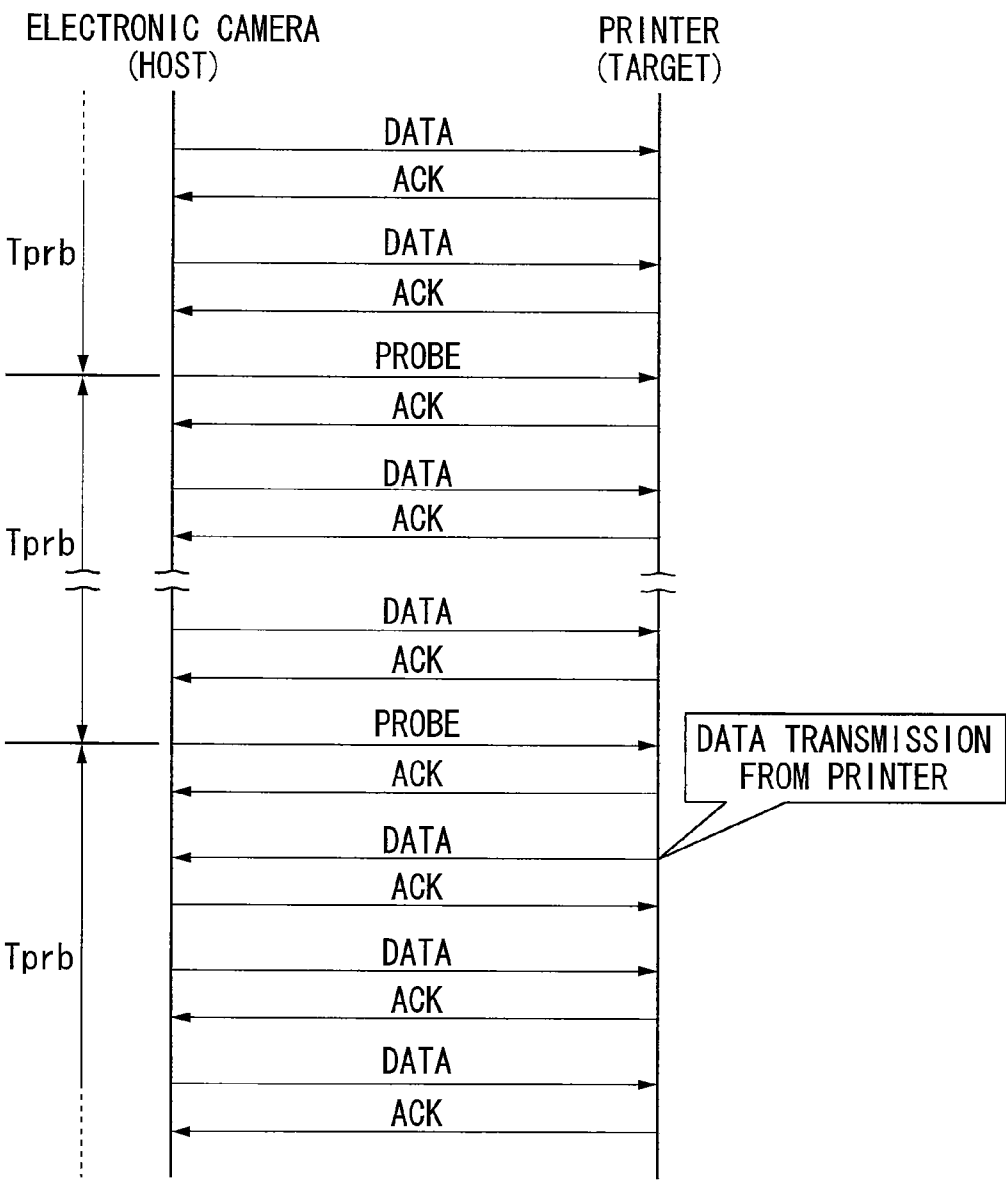 ELECTRONIC CAMERA
(HOST)
PRINTER
(TARGET)
DATA
ACK
Tprb
DATA
ACK
PROBE
ACK
DATA
Tprb
ACK
DATA
ACK
PROBE
DATA TRANSMISSION
FROM PRINTER
ACK
DATA
ACK
Tprb
DATA
ACK
DATA
ACK